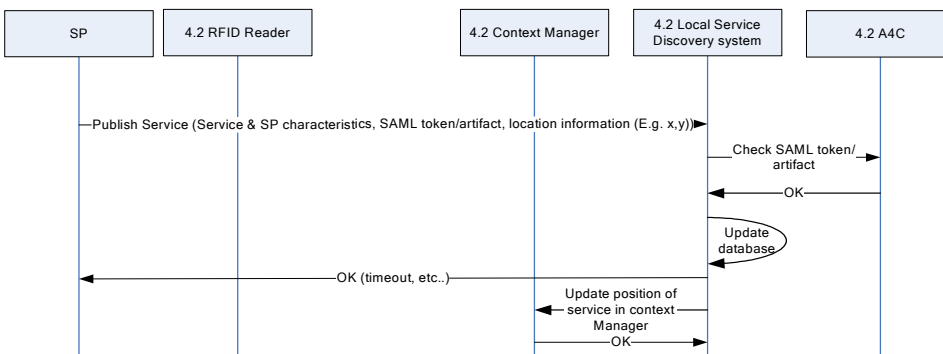 SP
4.2 RFID Reader
4.2 Context Manager
4.2 Local Service
Discovery system
4.2 A4C
Publish Service (Service & SP characteristics, SAML token/artifact, location information (E.g. x,y))
Check SAML token/
artifact
OK
Update
database
OK (timeout, etc..)
Update position of
service in context
Manager
OK